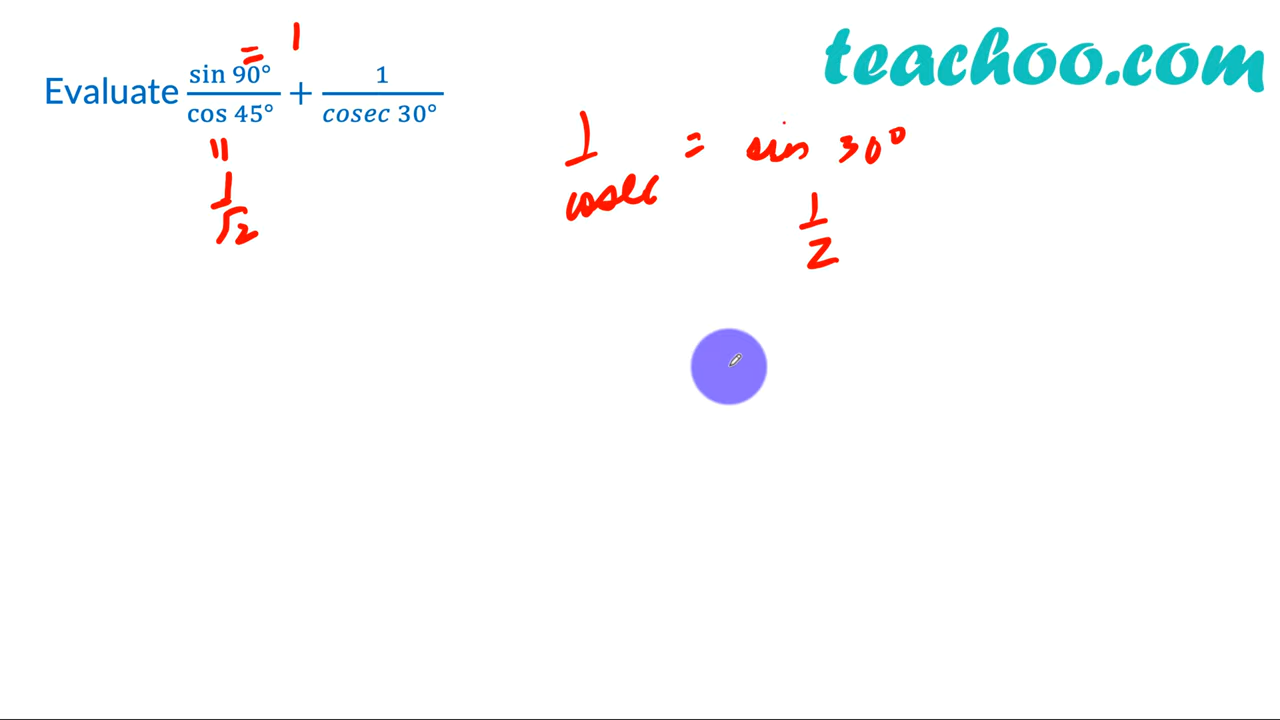 teachoo.com
= 1
Evaluate sin 90°/cos 45° + 1/cosec 30°
= 1/√2
1/cosec = sin 30°
1/2